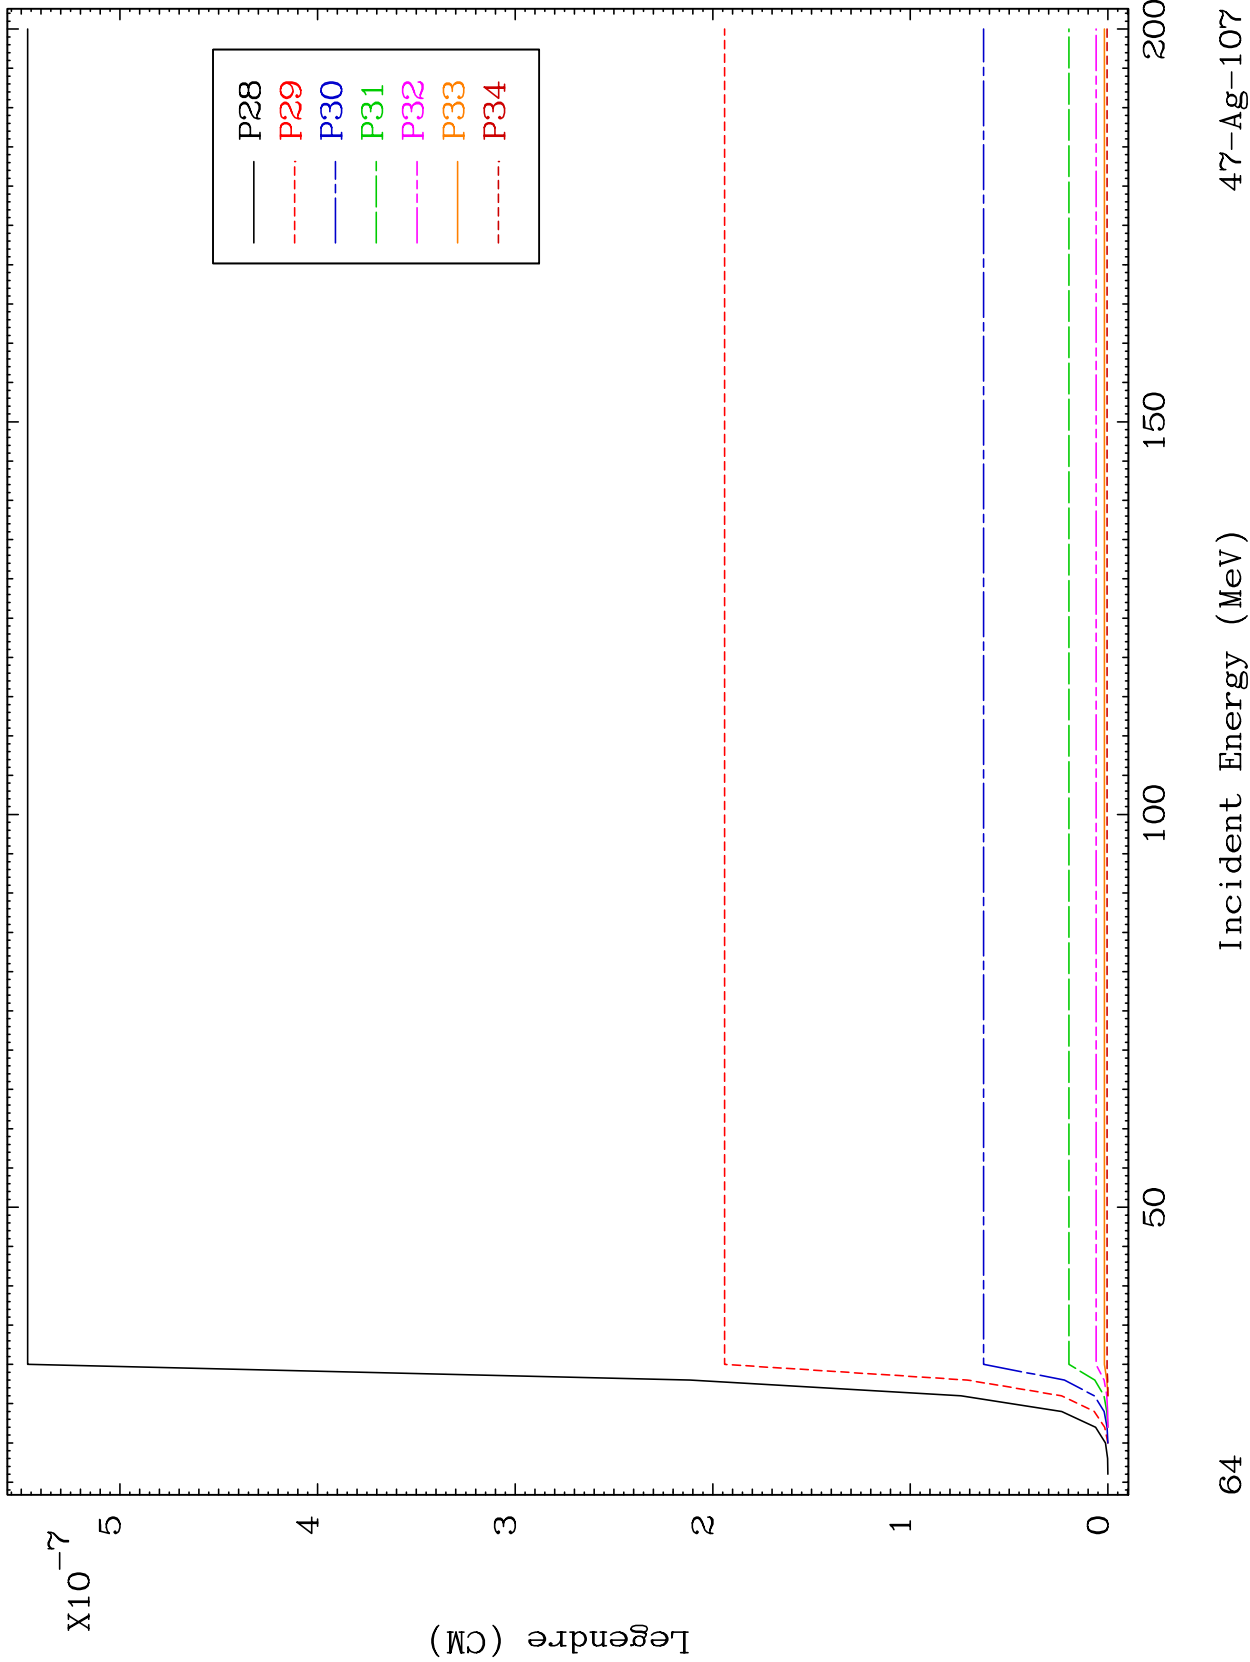 X10-7
Legendre (CM)
5
4
3
2
1
0
P28
P29
P30
P31
P32
P33
P34
50
100
150
200
64
Incident Energy (MeV)
47-Ag-107